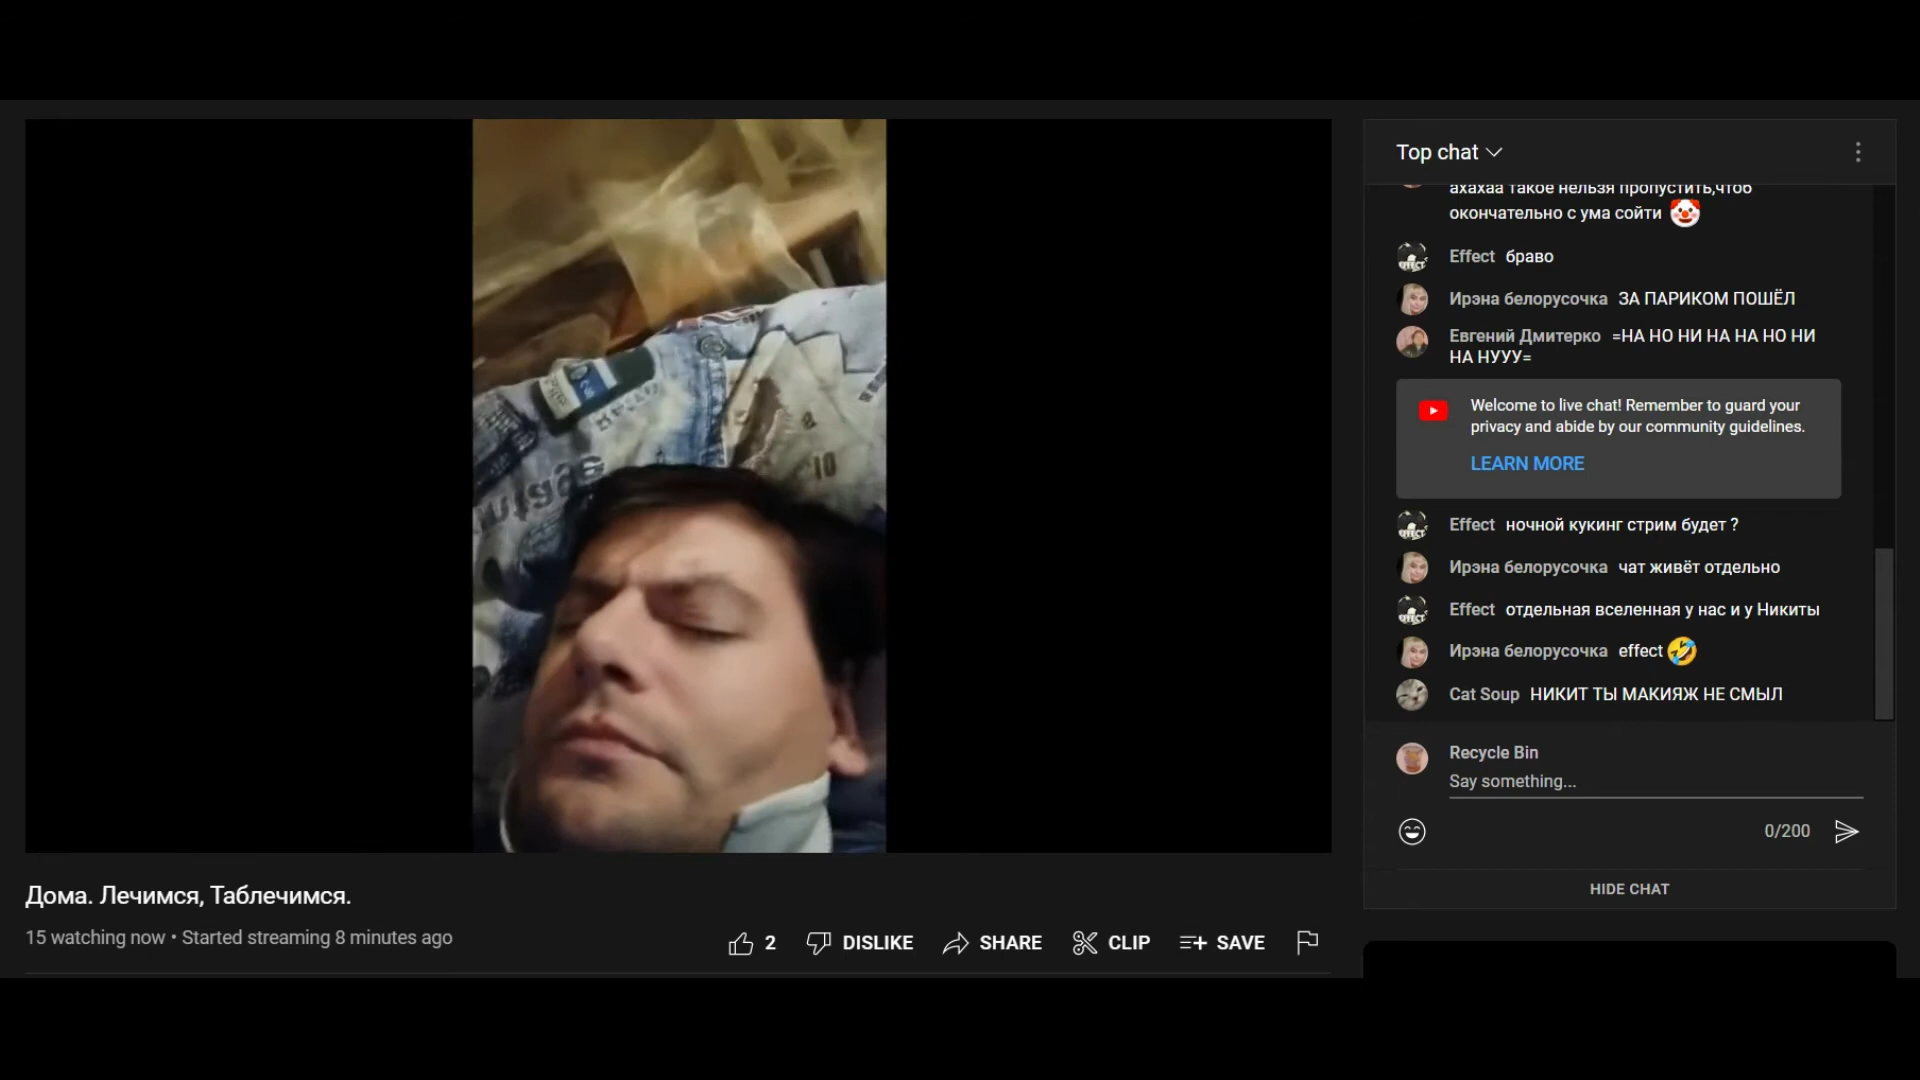 Top chat
ахахаа такое нельзя пропустить,чтоб
окончательно с ума сойти
Effect браво
Ирэна белорусочка ЗА ПАРИКОМ ПОШЁЛ
Евгений Дмитерко =НА НО НИ НА НА НО НИ
НА НУУУ=
Welcome to live chat! Remember to guard your
privacy and abide by our community guidelines.
LEARN MORE
Effect ночной кукинг стрим будет ?
Ирэна белорусочка чат живёт отдельно
Effect отдельная вселенная у нас и у Никиты
Ирэна белорусочка effect
Cat Soup НИКИТ ТЫ МАКИЯЖ НЕ СМЫЛ
Recycle Bin
Say something...
0/200
HIDE CHAT
Дома. Лечимся, Таблечимся.
15 watching now • Started streaming 8 minutes ago
2 DISLIKE SHARE CLIP SAVE
10